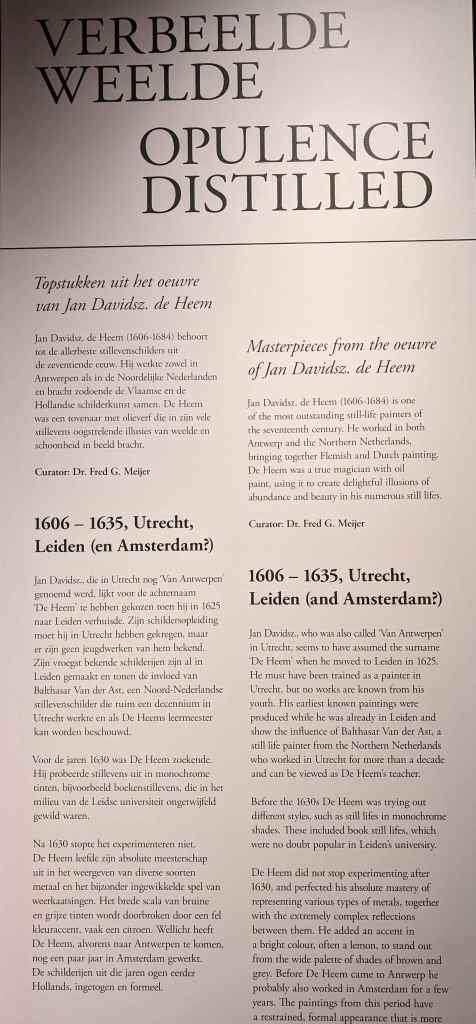 VERBEELDE
WEELDE
OPULENCE
DISTILLED
Topstukken uit het oeuvre
van Jan Davidsz. de Heem
Jan Davidsz. de Heem (1606-1684) behoort
tot de allerbeste stillevenschilders uit
de zeventiende eeuw. Hij werkte zowel in
Antwerpen als in de Noordelijke Nederlanden
en bracht zodoende de Vlaamse en de
Hollandse schilderkunst samen. De Heem
was een tovenaar met olieverf die in zijn vele
stillevens oogstrelende illusies van weelde en
schoonheid in beeld bracht.
Curator: Dr. Fred G. Meijer
1606 – 1635, Utrecht,
Leiden (en Amsterdam?)
Jan Davidsz., die in Utrecht nog 'Van Antwerpen'
genoemd werd, lijkt voor de achternaam
'De Heem' te hebben gekozen toen hij in 1625
naar Leiden verhuisde. Zijn schildersopleiding
moet hij in Utrecht hebben gekregen, maar
er zijn geen jeugdwerken van hem bekend.
Zijn vroegst bekende schilderijen zijn al in
Leiden gemaakt en tonen de invloed van
Balthasar Van der Ast, een Noord-Nederlandse
stillevenschilder die ruim een decennium in
Utrecht werkte en als De Heems leermeester
kan worden beschouwd.
Voor de jaren 1630 was De Heem zoekende.
Hij probeerde stillevens uit in monochrome
tinten, bijvoorbeeld boekenstillevens, die in het
milieu van de Leidse universiteit ongetwijfeld
gewild waren.
Na 1630 stopte het experimenteren niet.
De Heem leefde zijn absolute meesterschap
uit in het weergeven van diverse soorten
metaal en het bijzonder ingewikkelde spel van
weerkaatsingen. Het brede scala van bruine
en grijze tinten wordt doorbroken door een fel
kleuraccent, vaak een citroen. Wellicht heeft
De Heem, alvorens naar Antwerpen te komen,
nog een paar jaar in Amsterdam gewerkt.
De schilderijen uit die jaren ogen eerder
Hollands, ingetogen en formeel.
Masterpieces from the oeuvre
of Jan Davidsz. de Heem
Jan Davidsz. de Heem (1606-1684) is one
of the most outstanding still-life painters of
the seventeenth century. He worked in both
Antwerp and the Northern Netherlands,
bringing together Flemish and Dutch painting.
De Heem was a true magician with oil
paint, using it to create delightful illusions of
abundance and beauty in his numerous still lifes.
Curator: Dr. Fred G. Meijer
1606 – 1635, Utrecht,
Leiden (and Amsterdam?)
Jan Davidsz., who was also called 'Van Antwerpen'
in Utrecht, seems to have assumed the surname
'De Heem' when he moved to Leiden in 1625.
He must have been trained as a painter in
Utrecht, but no works are known from his
youth. His earliest known paintings were
produced while he was already in Leiden and
show the influence of Balthasar Van der Ast, a
still life painter from the Northern Netherlands
who worked in Utrecht for more than a decade
and can be viewed as De Heem's teacher.
Before the 1630s De Heem was trying out
different styles, such as still lifes in monochrome
shades. These included book still lifes, which
were no doubt popular in Leiden's university.
De Heem did not stop experimenting after
1630, and perfected his absolute mastery of
representing various types of metals, together
with the extremely complex reflections
between them. He added an accent in
a bright colour, often a lemon, to stand out
from the wide palette of shades of brown and
grey. Before De Heem came to Antwerp he
probably also worked in Amsterdam for a few
years. The paintings from this period have
a restrained, formal appearance that is more